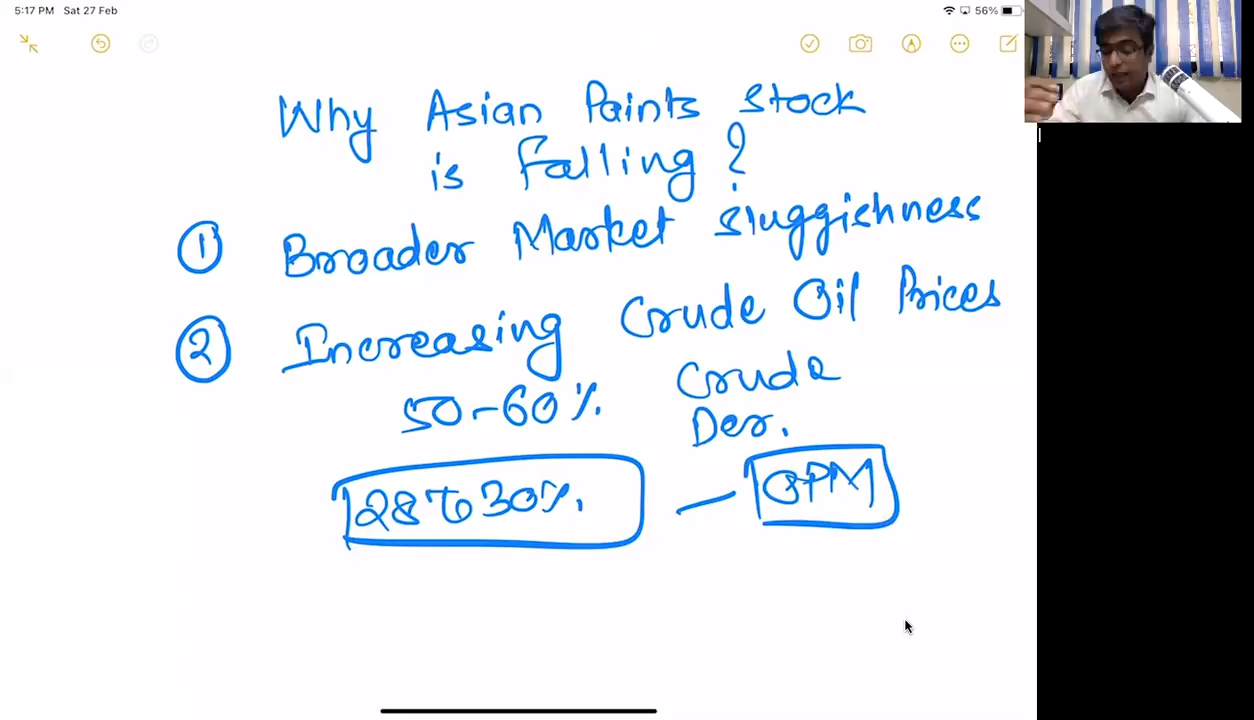 5:17 PM Sat 27 Feb
56%
Why Asian Paints Stock
is falling ?
① Broader Market Sluggishness
② Increasing Crude Oil Prices
50-60% Crude
Der.
28 to 30% — OPM